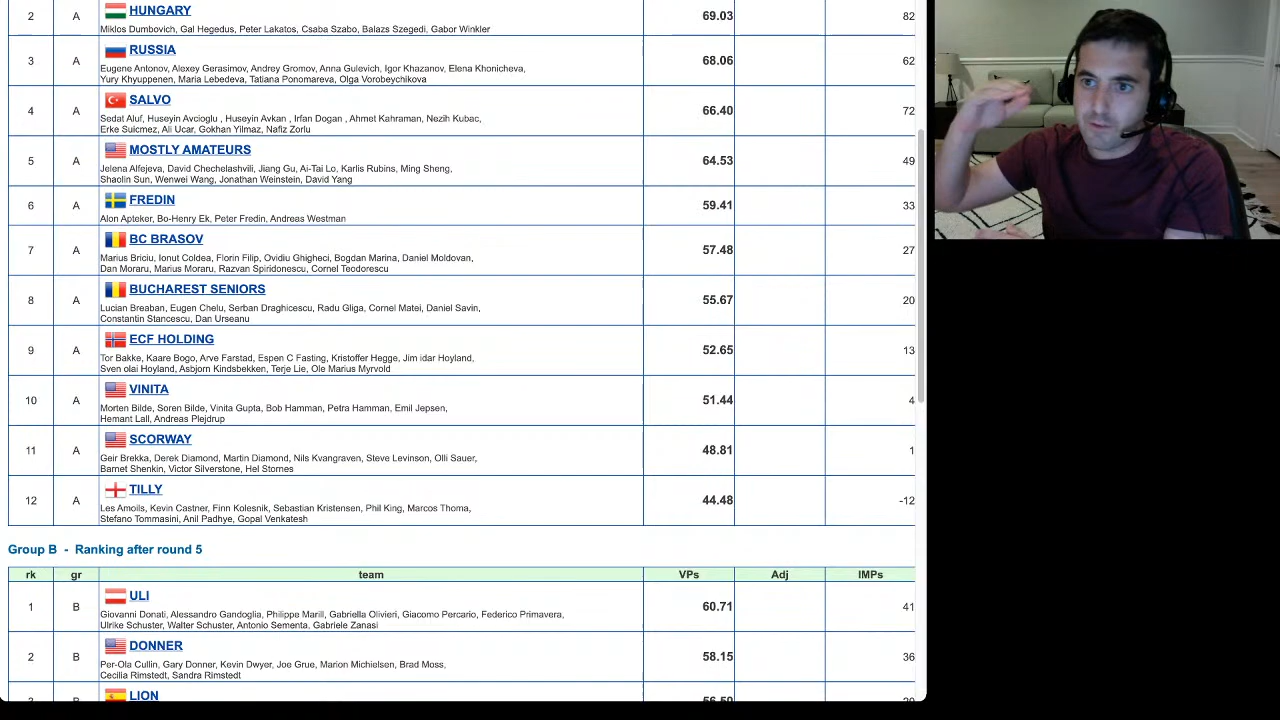 2 A HUNGARY 69.03 82
Miklos Dumbovich, Gal Hegedus, Peter Lakatos, Csaba Szabo, Balazs Szegedi, Gabor Winkler
3 A RUSSIA 68.06 62
Eugene Antonov, Alexey Gerasimov, Andrey Gromov, Anna Gulevich, Igor Khazanov, Elena Khonicheva,
Yury Khyuppenen, Maria Lebedeva, Tatiana Ponomareva, Olga Vorobeychikova
4 A SALVO 66.40 72
Sedat Aluf, Huseyin Avcioglu , Huseyin Avkan , Irfan Dogan , Ahmet Kahraman, Nezih Kubac,
Erke Suicmez, Ali Ucar, Gokhan Yilmaz, Nafiz Zorlu
5 A MOSTLY AMATEURS 64.53 49
Jelena Alfejeva, David Chechelashvili, Jiang Gu, Ai-Tai Lo, Karlis Rubins, Ming Sheng,
Shaolin Sun, Wenwei Wang, Jonathan Weinstein, David Yang
6 A FREDIN 59.41 33
Alon Apteker, Bo-Henry Ek, Peter Fredin, Andreas Westman
7 A BC BRASOV 57.48 27
Marius Briciu, Ionut Coldea, Florin Filip, Ovidiu Ghigheci, Bogdan Marina, Daniel Moldovan,
Dan Moraru, Marius Moraru, Razvan Spiridonescu, Cornel Teodorescu
8 A BUCHAREST SENIORS 55.67 20
Lucian Breaban, Eugen Chelu, Serban Draghicescu, Radu Gliga, Cornel Matei, Daniel Savin,
Constantin Stancescu, Dan Urseanu
9 A ECF HOLDING 52.65 13
Tor Bakke, Kaare Bogo, Arve Farstad, Espen C Fasting, Kristoffer Hegge, Jim idar Hoyland,
Sven olai Hoyland, Asbjorn Kindsbekken, Terje Lie, Ole Marius Myrvold
10 A VINITA 51.44 4
Morten Bilde, Soren Bilde, Vinita Gupta, Bob Hamman, Petra Hamman, Emil Jepsen,
Hemant Lall, Andreas Plejdrup
11 A SCORWAY 48.81 1
Geir Brekka, Derek Diamond, Martin Diamond, Nils Kvangraven, Steve Levinson, Olli Sauer,
Barnet Shenkin, Victor Silverstone, Hel Stornes
12 A TILLY 44.48 -12
Les Amoils, Kevin Castner, Finn Kolesnik, Sebastian Kristensen, Phil King, Marcos Thoma,
Stefano Tommasini, Anil Padhye, Gopal Venkatesh
Group B - Ranking after round 5
rk gr team VPs Adj IMPs
1 B ULI 60.71 41
Giovanni Donati, Alessandro Gandoglia, Philippe Marill, Gabriella Olivieri, Giacomo Percario, Federico Primavera,
Ulrike Schuster, Walter Schuster, Antonio Sementa, Gabriele Zanasi
2 B DONNER 58.15 36
Per-Ola Cullin, Gary Donner, Kevin Dwyer, Joe Grue, Marion Michielsen, Brad Moss,
Cecilia Rimstedt, Sandra Rimstedt
LION